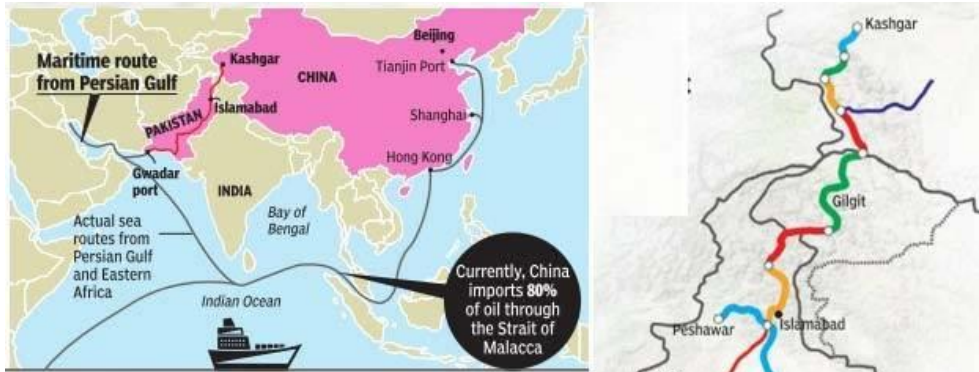 Maritime route
from Persian Gulf
Beijing
Tianjin Port
Kashgar
CHINA
Islamabad
PAKISTAN
Shanghai
Hong Kong
Gwadar
port
INDIA
Bay of
Bengal
Actual sea
routes from
Persian Gulf
and Eastern
Africa
Indian Ocean
Currently, China
imports 80%
of oil through
the Strait of
Malacca
Kashgar
:
Gilgit
Peshawar
Islamabad